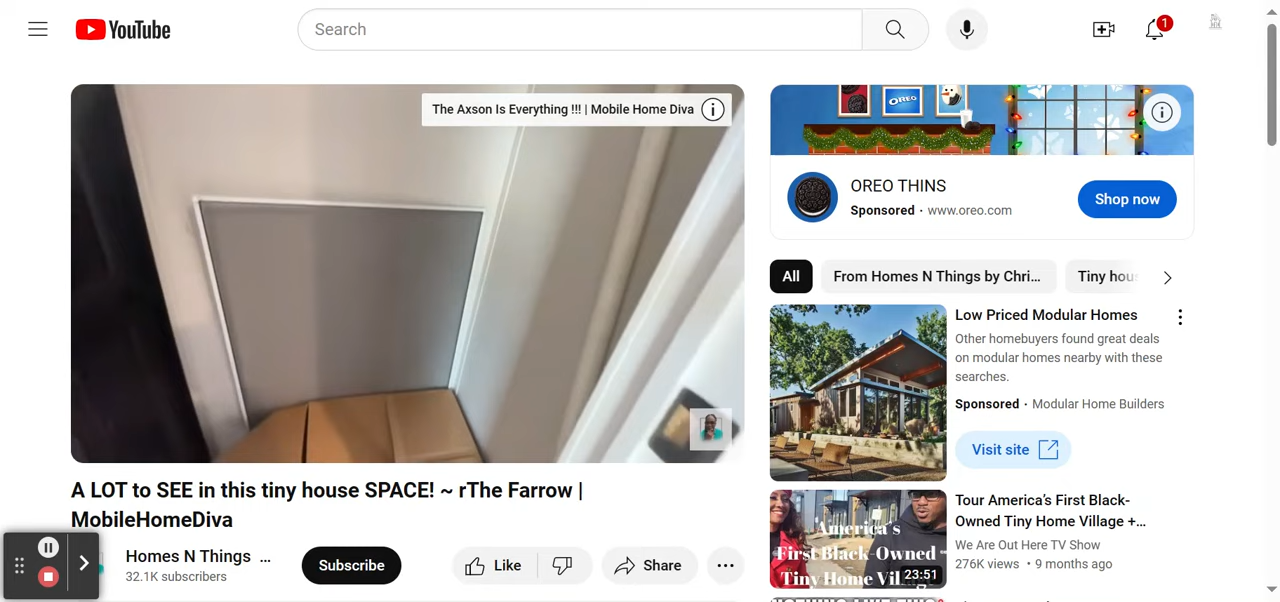 YouTube
Search
1
The Axson Is Everything !!! | Mobile Home Diva
OREO
OREO THINS
Sponsored · www.oreo.com
Shop now
All
From Homes N Things by Chri...
Tiny hou
Low Priced Modular Homes
Other homebuyers found great deals
on modular homes nearby with these
searches.
Sponsored · Modular Home Builders
Visit site
A LOT to SEE in this tiny house SPACE! ~ rThe Farrow |
MobileHomeDiva
Homes N Things ...
32.1K subscribers
Subscribe
Like
Share
America's
First Black-Owned
Tiny Home Vil
23:51
Tour America's First Black-
Owned Tiny Home Village +...
We Are Out Here TV Show
276K views · 9 months ago